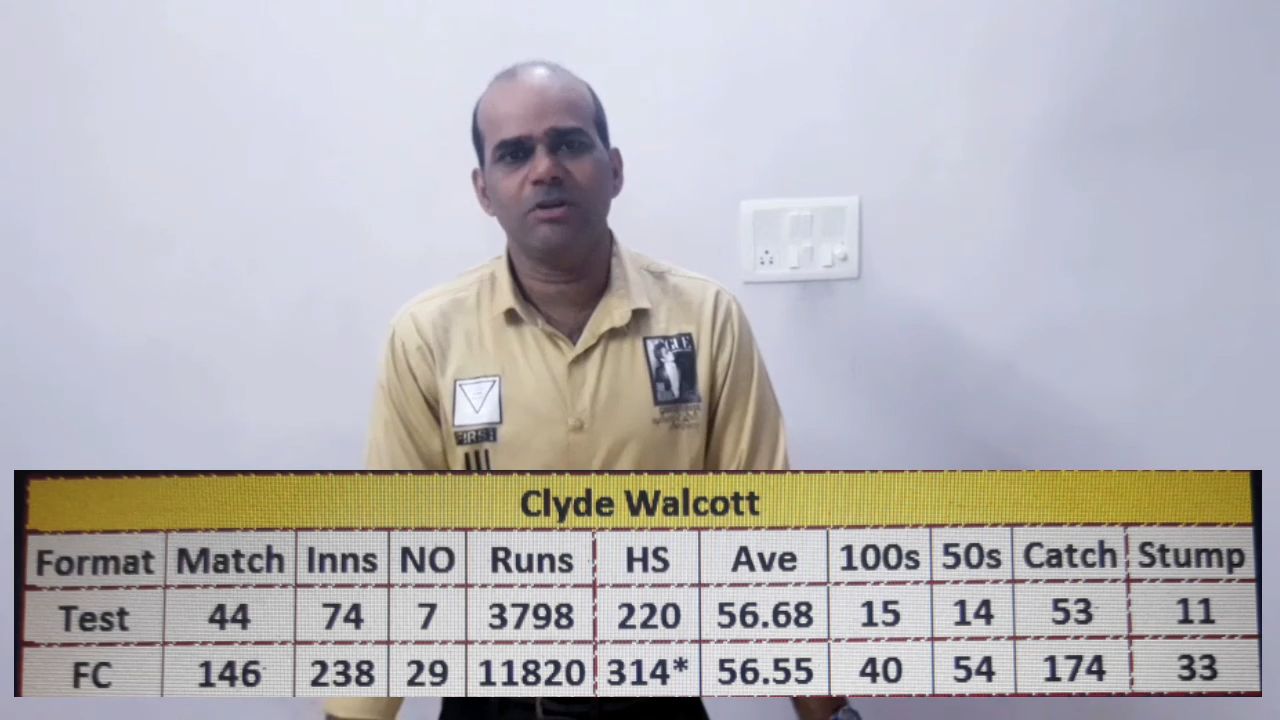 Clyde Walcott
Format Match Inns NO Runs HS Ave 100s 50s Catch Stump
Test 44 74 7 3798 220 56.68 15 14 53 11
FC 146 238 29 11820 314* 56.55 40 54 174 33